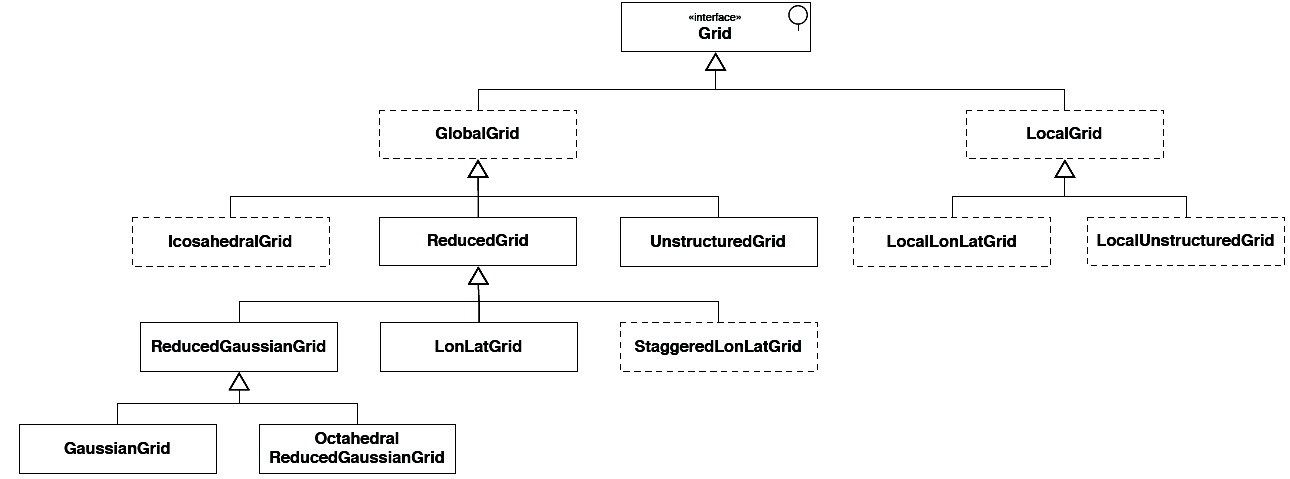 «interface»
Grid
GlobalGrid
LocalGrid
IcosahedralGrid
ReducedGrid
UnstructuredGrid
LocalLonLatGrid
LocalUnstructuredGrid
ReducedGaussianGrid
LonLatGrid
StaggeredLonLatGrid
GaussianGrid
Octahedral
ReducedGaussianGrid